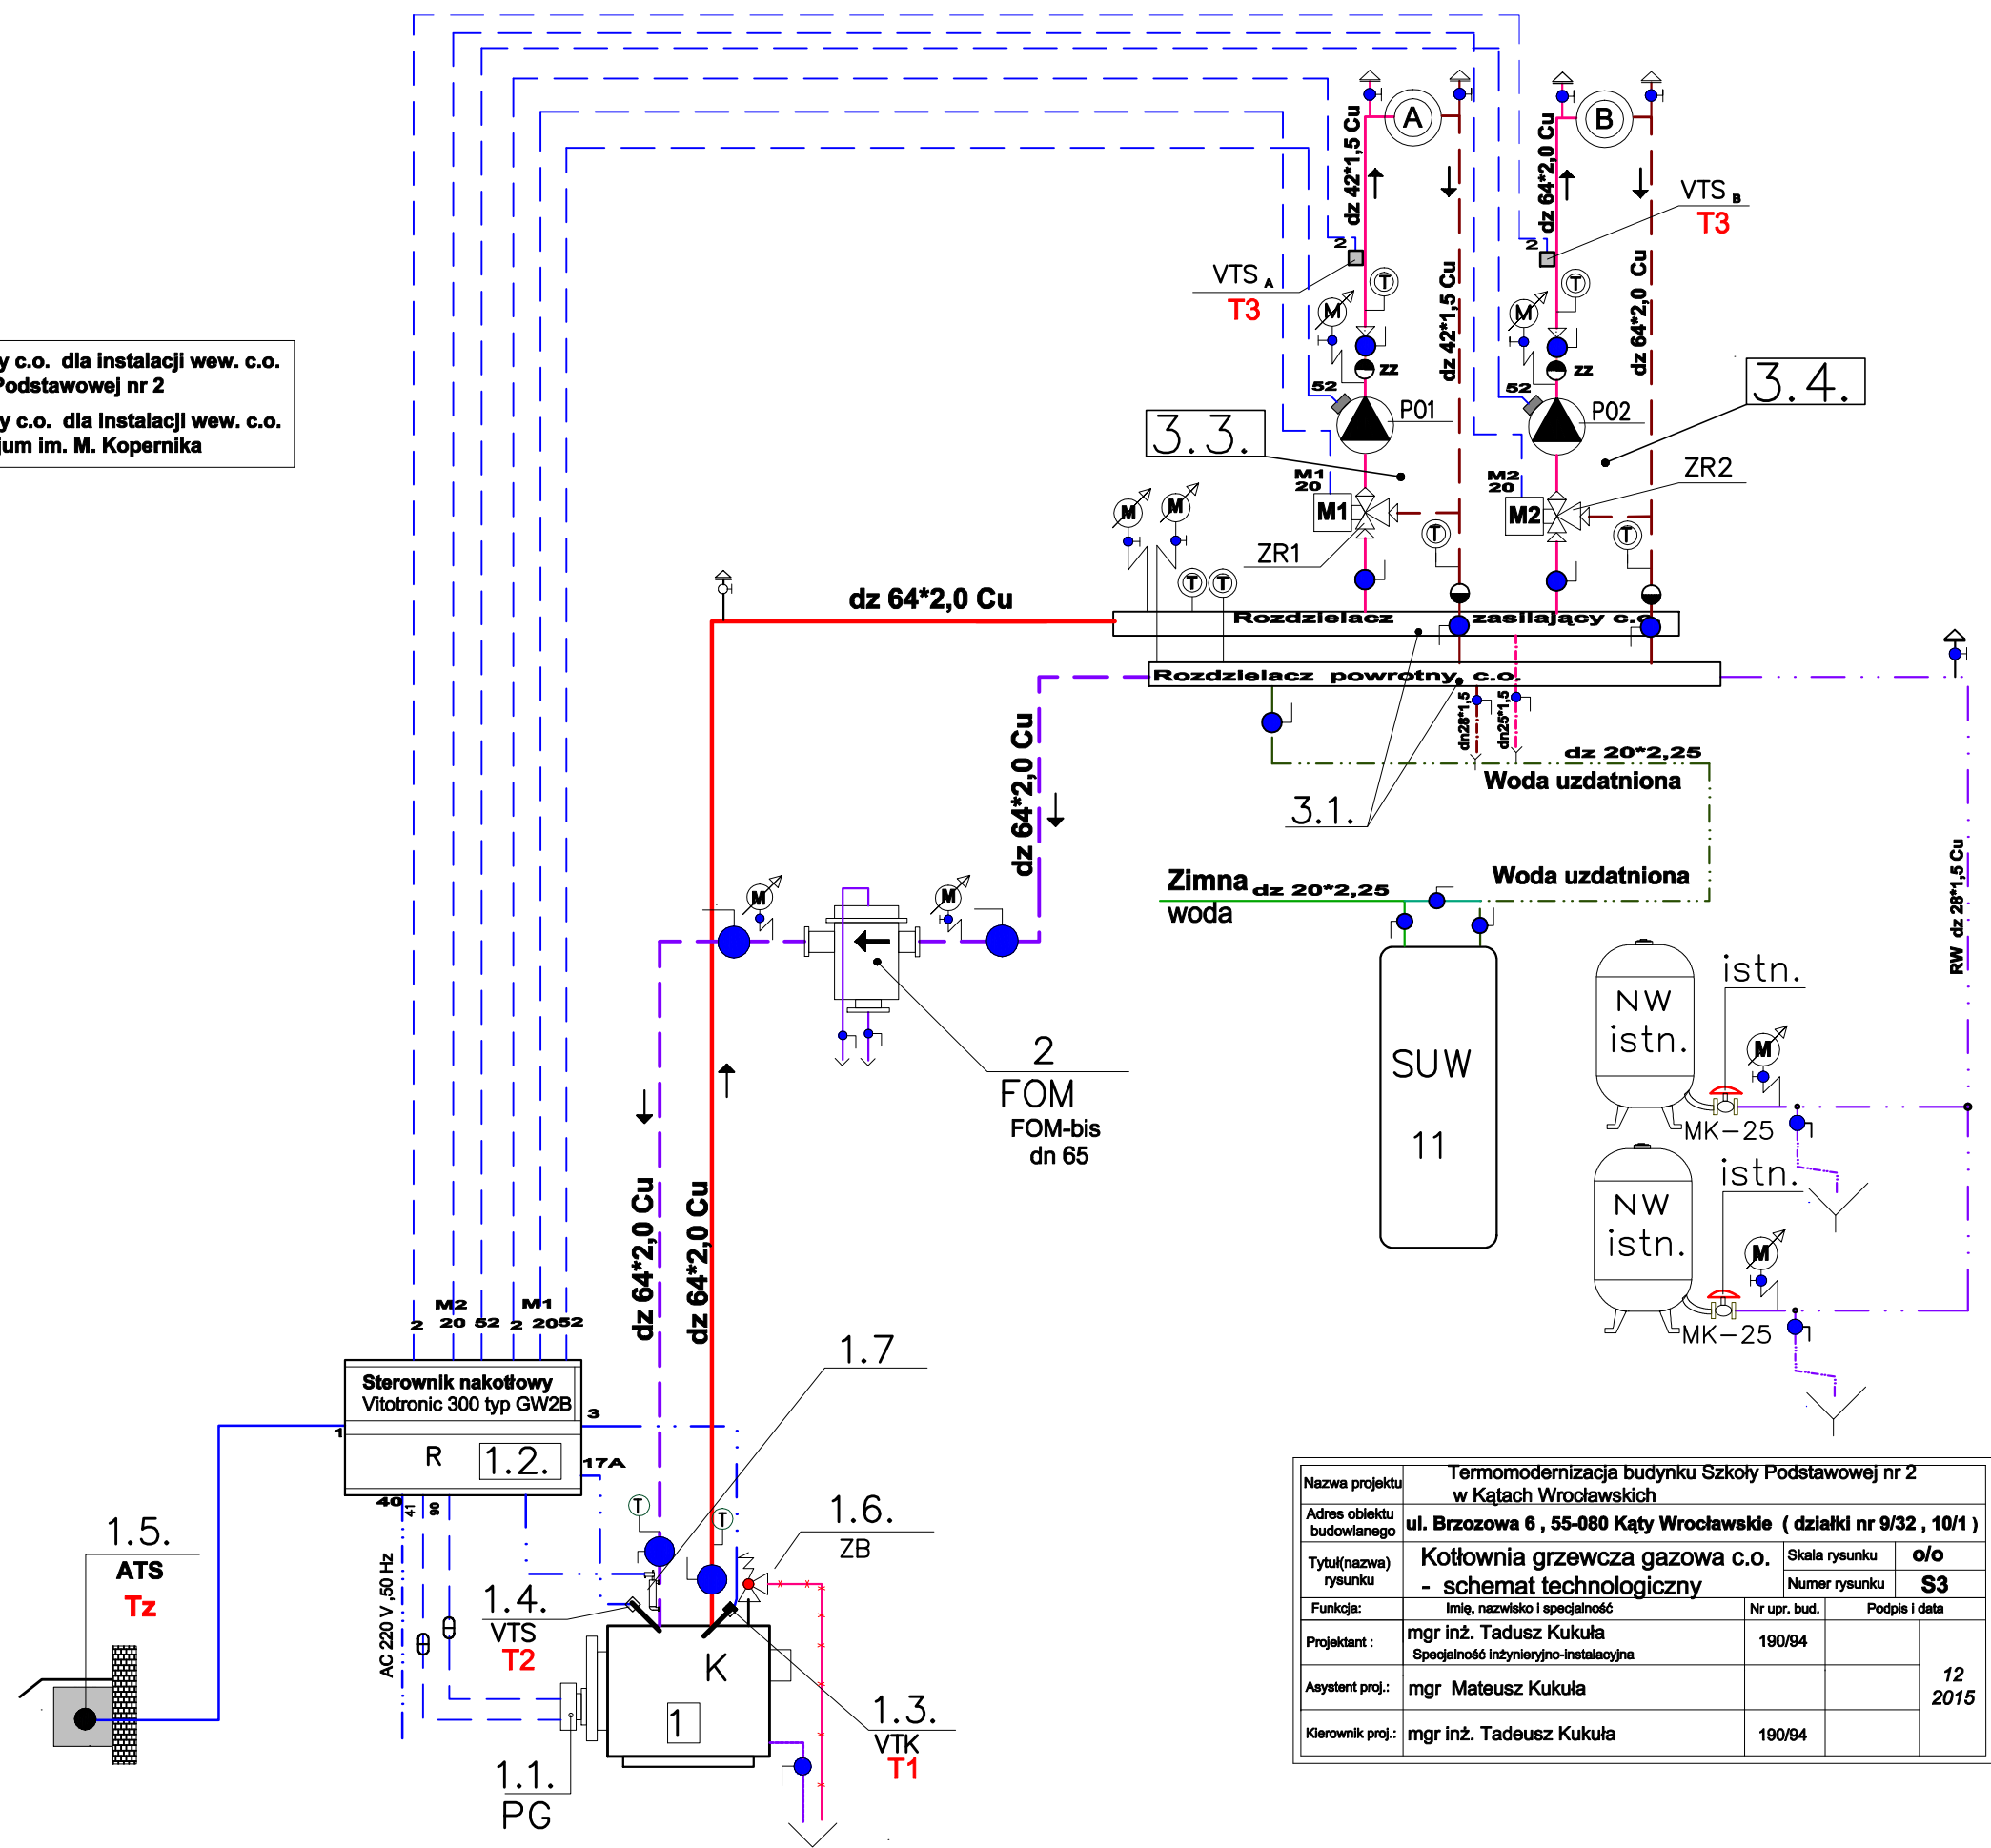 y c.o. dla instalacji wew. c.o.
Podstawowej nr 2
y c.o. dla instalacji wew. c.o.
jum im. M. Kopernika
A
B
dz 42*1,5 Cu
dz 64*2,0 Cu
VTS B
T3
2
2
VTS A
T3
T
T
M
M
dz 42*1,5 Cu
dz 64*2,0 Cu
zz
zz
52
52
P01
P02
3.3.
3.4.
M1
20
M2
20
M1
M2
ZR2
ZR1
M
M
T
T
T
T
dz 64*2,0 Cu
Rozdzielacz zasilający c.o.
Rozdzielacz powrotny c.o.
dn28*1,5
dn25*1,5
dz 20*2,25
Woda uzdatniona
3.1.
dz 64*2,0 Cu
Zimna
woda
dz 20*2,25
Woda uzdatniona
RW dz 28*1,5 Cu
M
M
2
FOM
FOM-bis
dn 65
SUW
11
NW
istn.
istn.
M
MK-25
NW
istn.
istn.
M
MK-25
dz 64*2,0 Cu
dz 64*2,0 Cu
M2
M1
2
20
52
2
20
52
Sterownik nakotłowy
Vitotronic 300 typ GW2B
R
1.2.
1
3
17A
40
41
90
AC 220 V ,50 Hz
1.7
1.6.
ZB
T
T
1.5.
ATS
Tz
1.4.
VTS
T2
K
1
1.3.
VTK
T1
1.1.
PG
Nazwa projektu
Termomodernizacja budynku Szkoły Podstawowej nr 2
w Kątach Wrocławskich
Adres obiektu
budowlanego
ul. Brzozowa 6 , 55-080 Kąty Wrocławskie ( działki nr 9/32 , 10/1 )
Tytuł(nazwa)
rysunku
Kotłownia grzewcza gazowa c.o.
- schemat technologiczny
Skala rysunku
o/o
Numer rysunku
S3
Funkcja:
Imię, nazwisko i specjalność
Nr upr. bud.
Podpis i data
Projektant :
mgr inż. Tadusz Kukuła
Specjalność inżynieryjno-instalacyjna
190/94
Asystent proj.:
mgr Mateusz Kukuła
12
2015
Kierownik proj.:
mgr inż. Tadeusz Kukuła
190/94